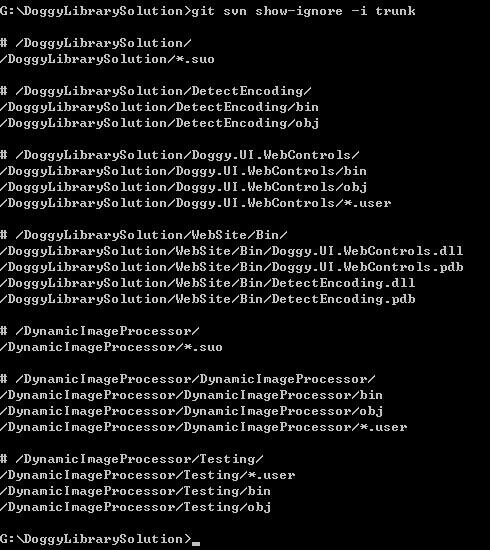 G:\DoggyLibrarySolution>git svn show-ignore -i trunk
# /DoggyLibrarySolution/
/DoggyLibrarySolution/*.suo
# /DoggyLibrarySolution/DetectEncoding/
/DoggyLibrarySolution/DetectEncoding/bin
/DoggyLibrarySolution/DetectEncoding/obj
# /DoggyLibrarySolution/Doggy.UI.WebControls/
/DoggyLibrarySolution/Doggy.UI.WebControls/bin
/DoggyLibrarySolution/Doggy.UI.WebControls/obj
/DoggyLibrarySolution/Doggy.UI.WebControls/*.user
# /DoggyLibrarySolution/WebSite/Bin/
/DoggyLibrarySolution/WebSite/Bin/Doggy.UI.WebControls.dll
/DoggyLibrarySolution/WebSite/Bin/Doggy.UI.WebControls.pdb
/DoggyLibrarySolution/WebSite/Bin/DetectEncoding.dll
/DoggyLibrarySolution/WebSite/Bin/DetectEncoding.pdb
# /DynamicImageProcessor/
/DynamicImageProcessor/*.suo
# /DynamicImageProcessor/DynamicImageProcessor/
/DynamicImageProcessor/DynamicImageProcessor/bin
/DynamicImageProcessor/DynamicImageProcessor/obj
/DynamicImageProcessor/DynamicImageProcessor/*.user
# /DynamicImageProcessor/Testing/
/DynamicImageProcessor/Testing/*.user
/DynamicImageProcessor/Testing/bin
/DynamicImageProcessor/Testing/obj
G:\DoggyLibrarySolution>_